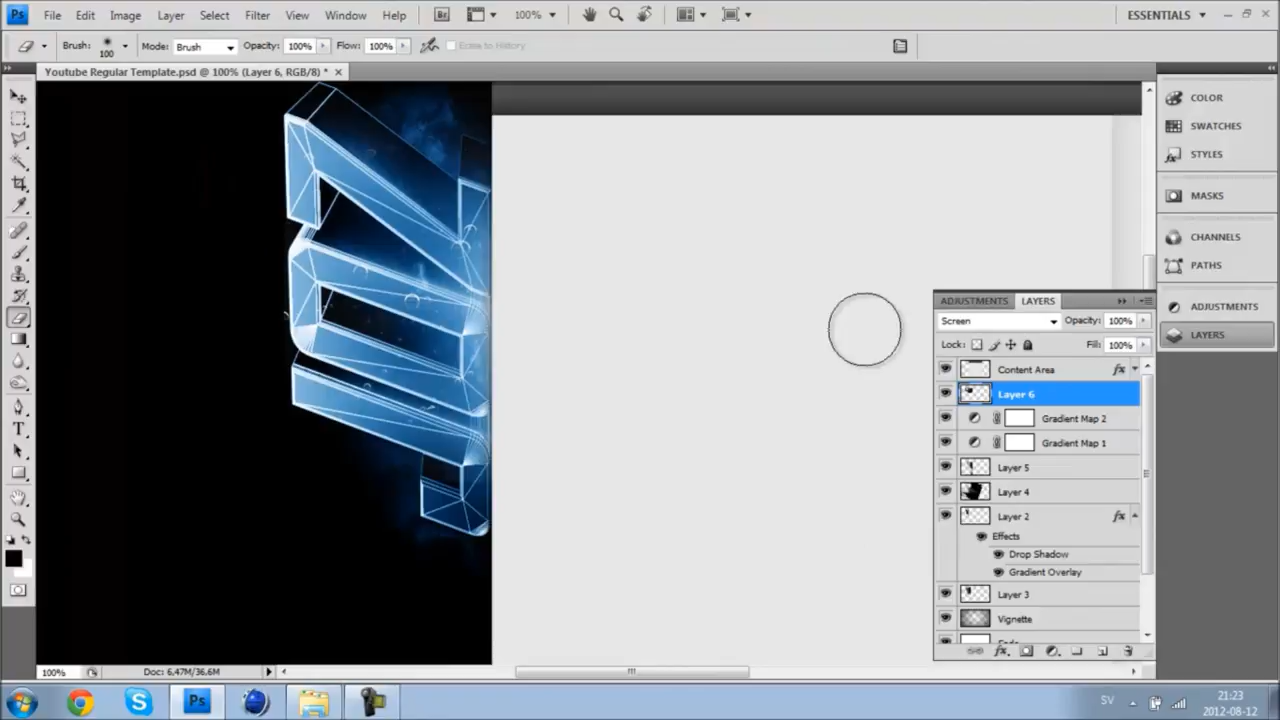 Ps File Edit Image Layer Select Filter View Window Help Br 100% ESSENTIALS
Brush: 100 Mode: Brush Opacity: 100% Flow: 100% Erase to History
Youtube Regular Template.psd @ 100% (Layer 6, RGB/8) *
COLOR
SWATCHES
STYLES
MASKS
CHANNELS
PATHS
ADJUSTMENTS
LAYERS
ADJUSTMENTS LAYERS
Screen Opacity: 100%
Lock: Fill: 100%
Content Area fx
Layer 6
Gradient Map 2
Gradient Map 1
Layer 5
Layer 4
Layer 2 fx
Effects
Drop Shadow
Gradient Overlay
Layer 3
Vignette
100% Doc: 6,47M/36,6M
Ps SV 21:23
2012-08-12